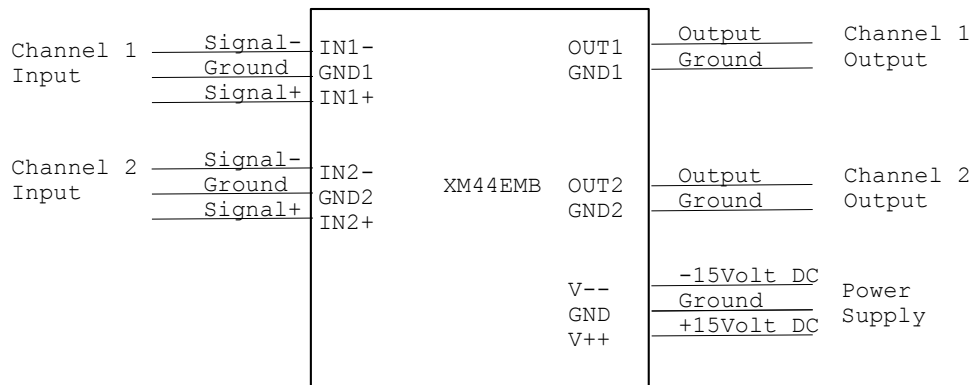 Channel 1
Input
Signal-
Ground
Signal+
IN1-
GND1
IN1+
OUT1
GND1
Output
Ground
Channel 1
Output
Channel 2
Input
Signal-
Ground
Signal+
IN2-
GND2
IN2+
XM44EMB
OUT2
GND2
Output
Ground
Channel 2
Output
V--
GND
V++
-15Volt DC
Ground
+15Volt DC
Power
Supply